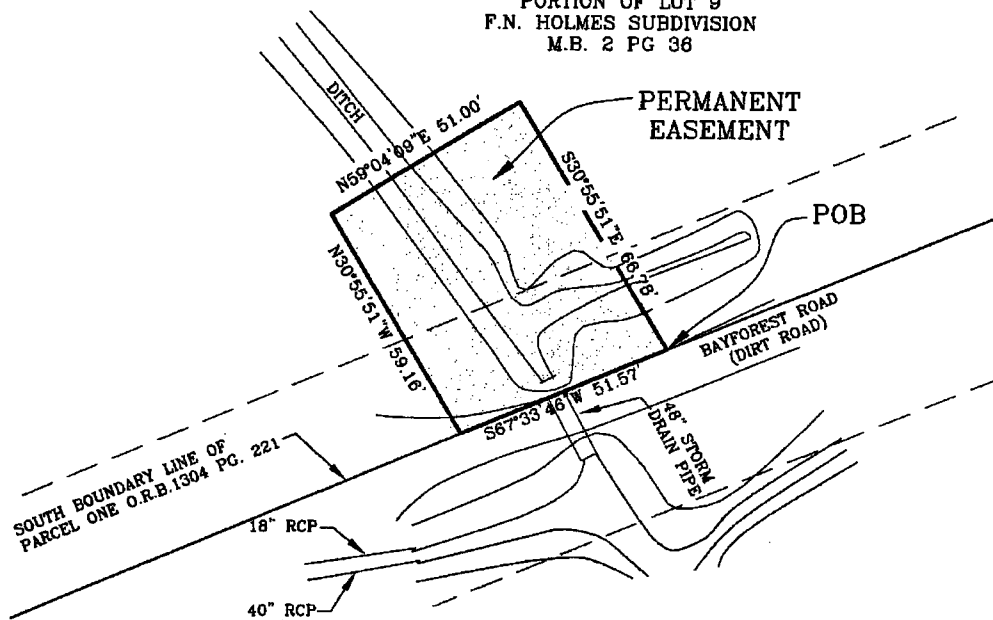 PORTION OF LOT 9
F.N. HOLMES SUBDIVISION
M.B. 2 PG 36
DITCH
PERMANENT
EASEMENT
N59°04'09"E 51.00'
S30°55'51"E 66.78'
POB
N30°55'51"W 59.16'
BAYFOREST ROAD
(DIRT ROAD)
S67°33'46"W 51.57'
48" STORM
DRAIN PIPE
SOUTH BOUNDARY LINE OF
PARCEL ONE O.R.B.1304 PG. 221
18" RCP
40" RCP